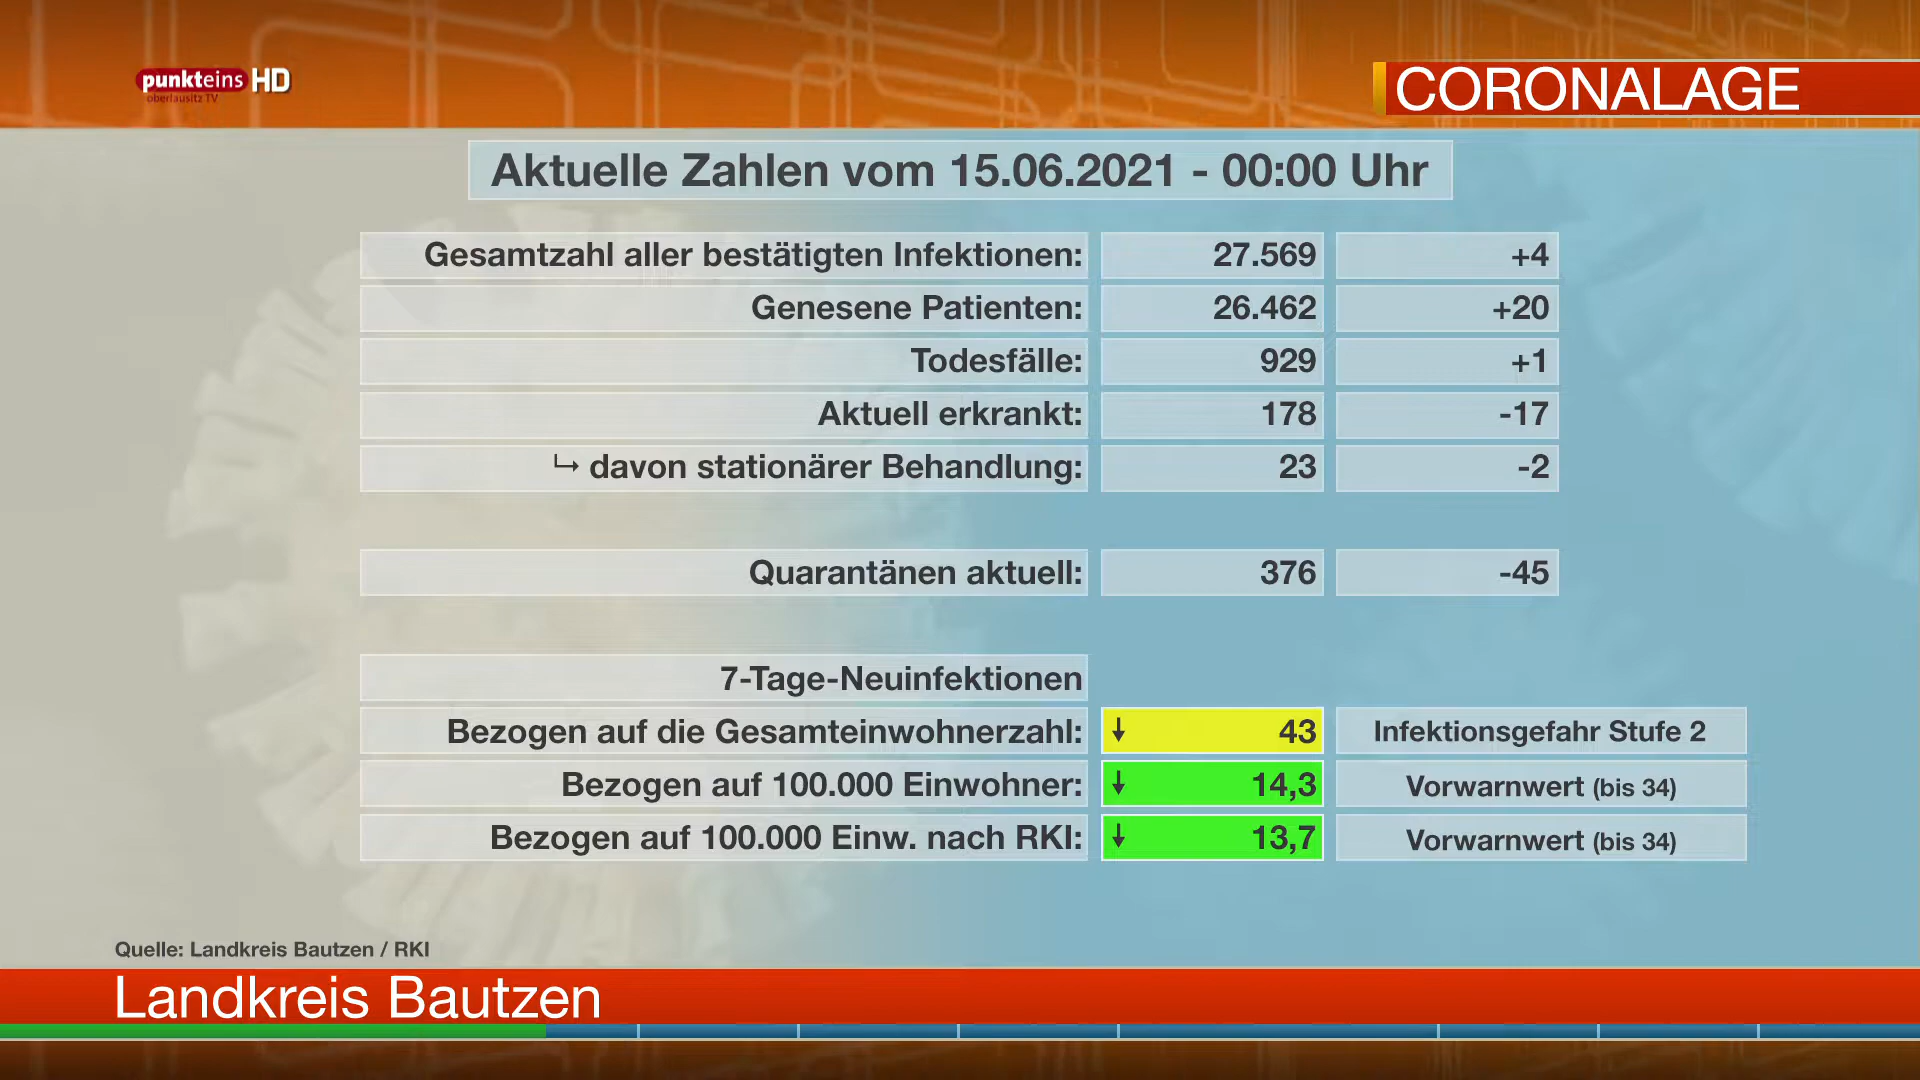 punkteins HD
oberlausitz TV
CORONALAGE
Aktuelle Zahlen vom 15.06.2021 - 00:00 Uhr
Gesamtzahl aller bestätigten Infektionen: 27.569 +4
Genesene Patienten: 26.462 +20
Todesfälle: 929 +1
Aktuell erkrankt: 178 -17
↳ davon stationärer Behandlung: 23 -2
Quarantänen aktuell: 376 -45
7-Tage-Neuinfektionen
Bezogen auf die Gesamteinwohnerzahl: ↓ 43 Infektionsgefahr Stufe 2
Bezogen auf 100.000 Einwohner: ↓ 14,3 Vorwarnwert (bis 34)
Bezogen auf 100.000 Einw. nach RKI: ↓ 13,7 Vorwarnwert (bis 34)
Quelle: Landkreis Bautzen / RKI
Landkreis Bautzen